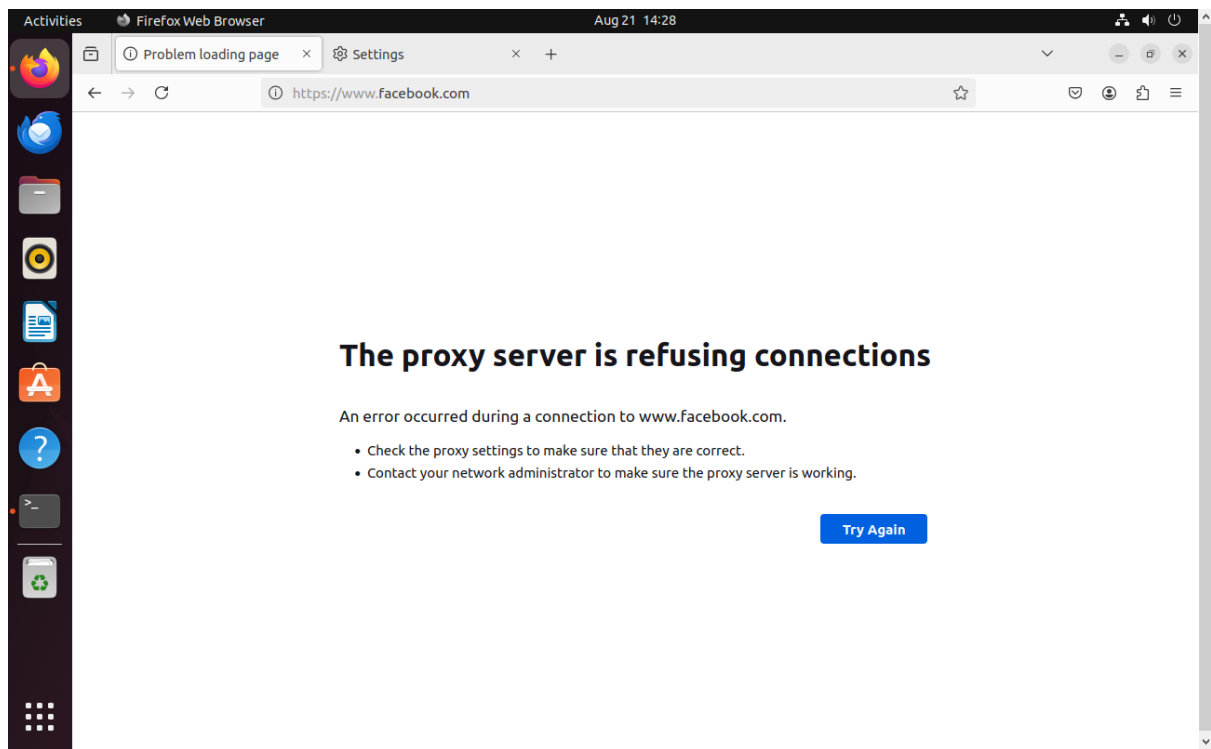 Activities Firefox Web Browser Aug 21 14:28
Problem loading page Settings
https://www.facebook.com
The proxy server is refusing connections
An error occurred during a connection to www.facebook.com.
• Check the proxy settings to make sure that they are correct.
• Contact your network administrator to make sure the proxy server is working.
Try Again